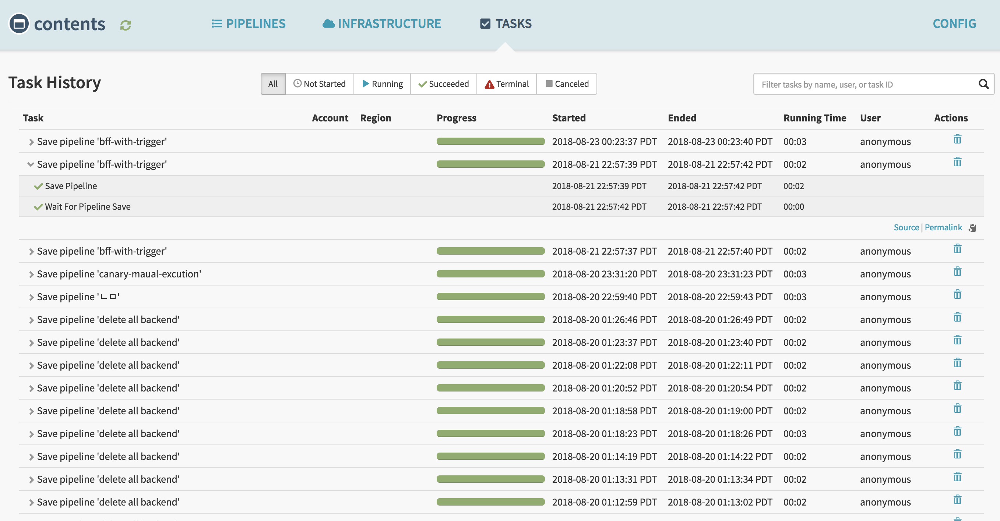 contents PIPELINES INFRASTRUCTURE TASKS CONFIG
Task History All Not Started Running Succeeded Terminal Canceled Filter tasks by name, user, or task ID
Task Account Region Progress Started Ended Running Time User Actions
Save pipeline 'bff-with-trigger' 2018-08-23 00:23:37 PDT 2018-08-23 00:23:40 PDT 00:03 anonymous
Save pipeline 'bff-with-trigger' 2018-08-21 22:57:39 PDT 2018-08-21 22:57:42 PDT 00:02 anonymous
Save Pipeline 2018-08-21 22:57:39 PDT 2018-08-21 22:57:42 PDT 00:02
Wait For Pipeline Save 2018-08-21 22:57:42 PDT 2018-08-21 22:57:42 PDT 00:00
Source | Permalink
Save pipeline 'bff-with-trigger' 2018-08-21 22:57:37 PDT 2018-08-21 22:57:40 PDT 00:02 anonymous
Save pipeline 'canary-maual-excution' 2018-08-20 23:31:20 PDT 2018-08-20 23:31:23 PDT 00:03 anonymous
Save pipeline 'ㄴㅁ' 2018-08-20 22:59:40 PDT 2018-08-20 22:59:43 PDT 00:03 anonymous
Save pipeline 'delete all backend' 2018-08-20 01:26:46 PDT 2018-08-20 01:26:49 PDT 00:02 anonymous
Save pipeline 'delete all backend' 2018-08-20 01:23:37 PDT 2018-08-20 01:23:40 PDT 00:02 anonymous
Save pipeline 'delete all backend' 2018-08-20 01:22:08 PDT 2018-08-20 01:22:11 PDT 00:02 anonymous
Save pipeline 'delete all backend' 2018-08-20 01:20:52 PDT 2018-08-20 01:20:54 PDT 00:02 anonymous
Save pipeline 'delete all backend' 2018-08-20 01:18:58 PDT 2018-08-20 01:19:00 PDT 00:02 anonymous
Save pipeline 'delete all backend' 2018-08-20 01:18:23 PDT 2018-08-20 01:18:26 PDT 00:03 anonymous
Save pipeline 'delete all backend' 2018-08-20 01:14:19 PDT 2018-08-20 01:14:22 PDT 00:02 anonymous
Save pipeline 'delete all backend' 2018-08-20 01:13:31 PDT 2018-08-20 01:13:34 PDT 00:02 anonymous
Save pipeline 'delete all backend' 2018-08-20 01:12:59 PDT 2018-08-20 01:13:02 PDT 00:02 anonymous